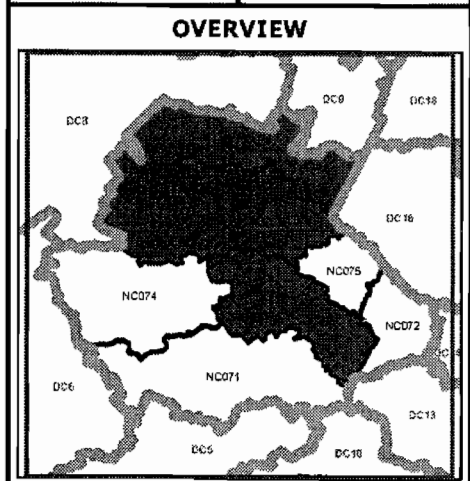 OVERVIEW
DC9
DC18
DC8
DC16
NC075
NC074
NC072
NC071
DC6
DC13
DC5
DC10